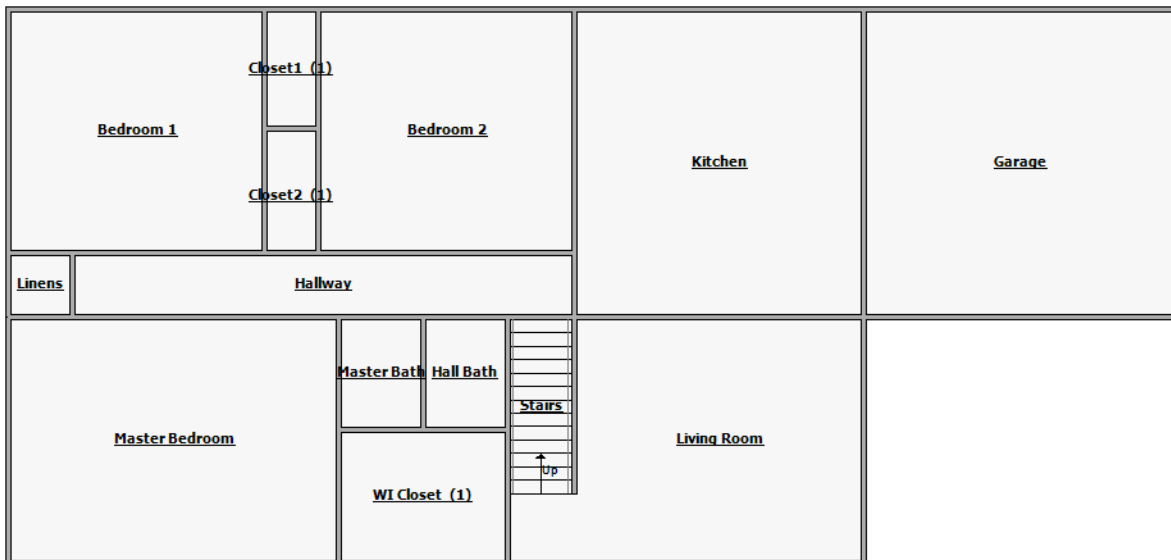 Closet1 (1)
Bedroom 1
Bedroom 2
Kitchen
Garage
Closet2 (1)
Linens
Hallway
Master Bath
Hall Bath
Stairs
Master Bedroom
Living Room
Up
WI Closet (1)